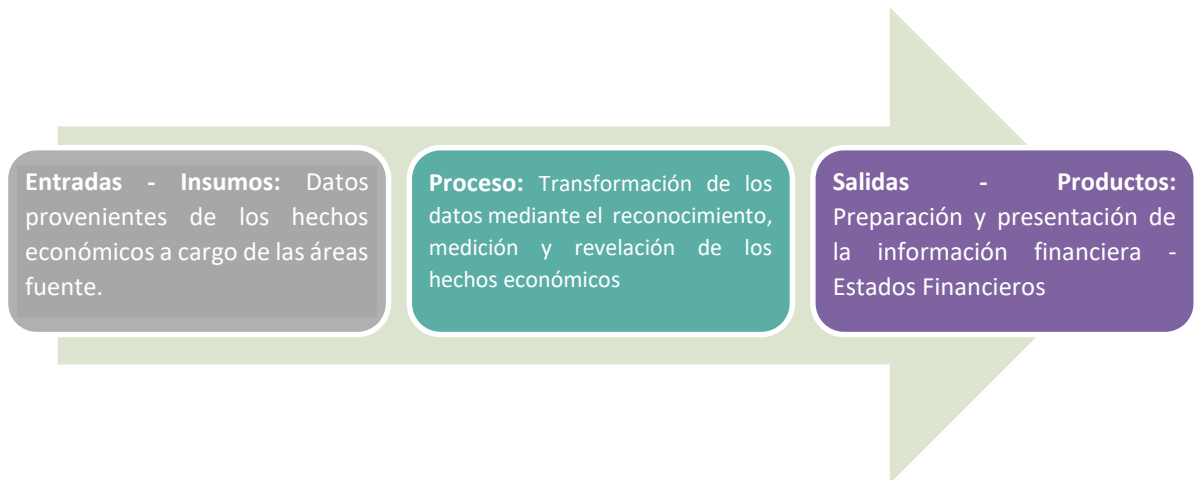 Entradas - Insumos: Datos
provenientes de los hechos
económicos a cargo de las áreas
fuente.
Proceso: Transformación de los
datos mediante el reconocimiento,
medición y revelación de los
hechos económicos
Salidas - Productos:
Preparación y presentación de
la información financiera -
Estados Financieros